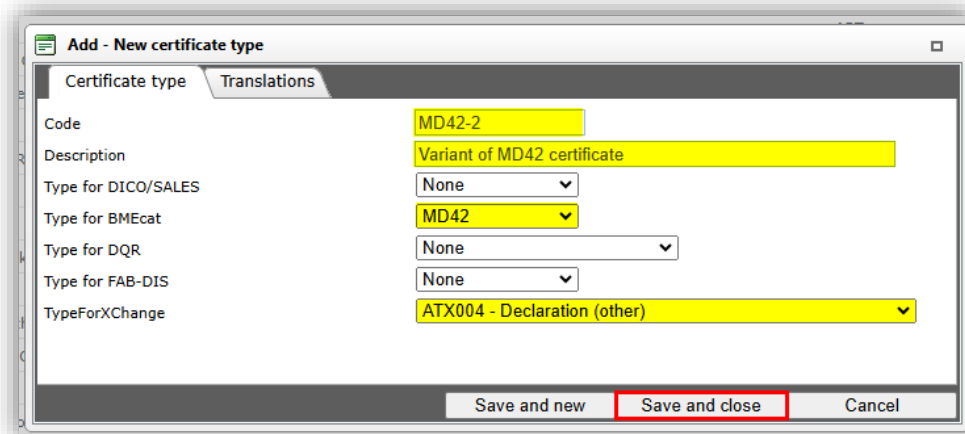 Add - New certificate type
Certificate type Translations
Code MD42-2
Description Variant of MD42 certificate
Type for DICO/SALES None
Type for BMEcat MD42
Type for DQR None
Type for FAB-DIS None
TypeForXChange ATX004 - Declaration (other)
Save and new Save and close Cancel